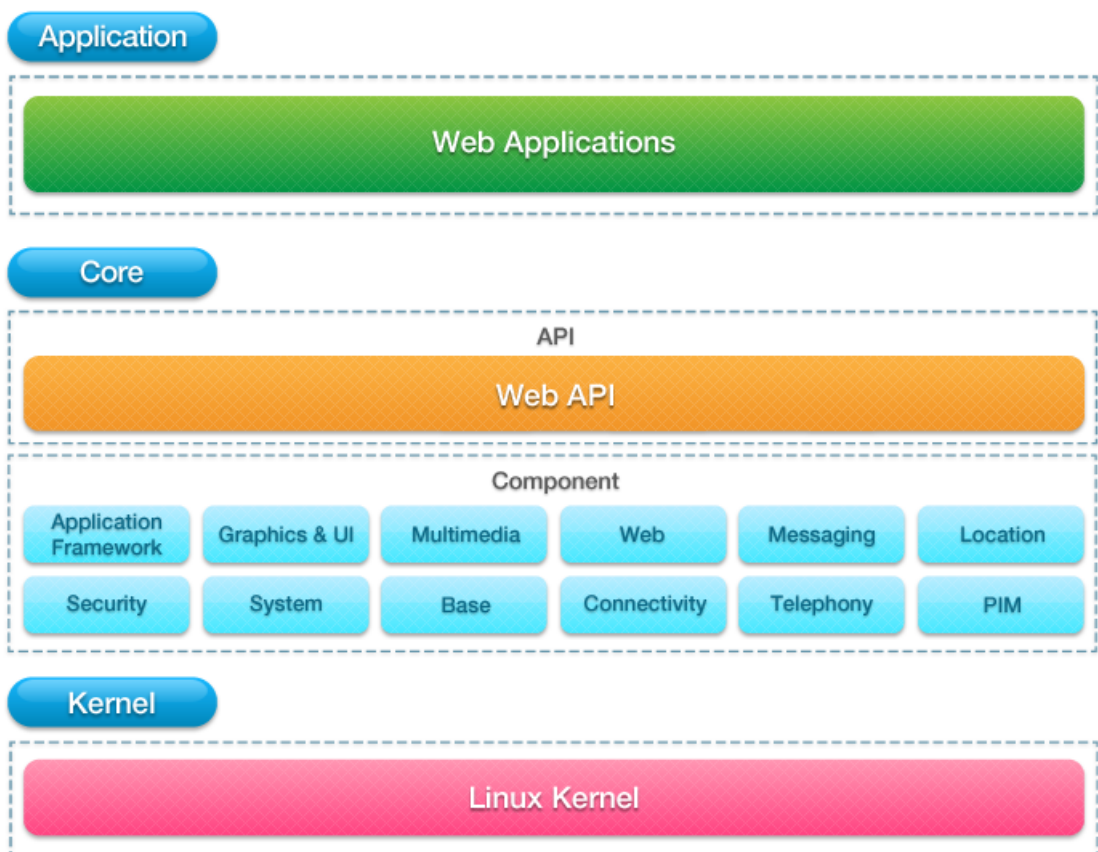 Application
Web Applications
Core
API
Web API
Component
Application
Framework
Graphics & UI
Multimedia
Web
Messaging
Location
Security
System
Base
Connectivity
Telephony
PIM
Kernel
Linux Kernel